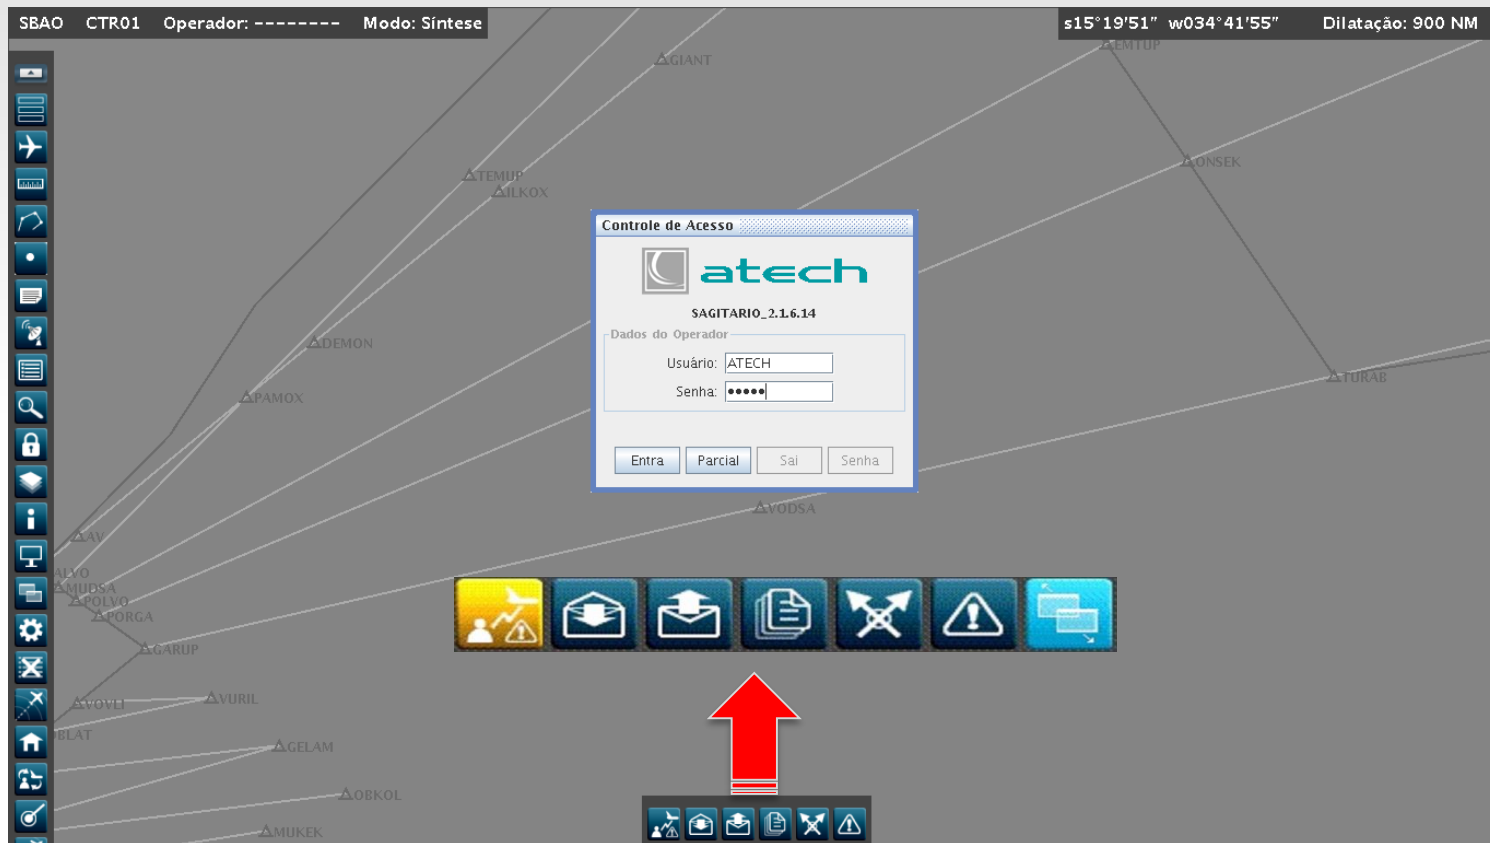 SBAO CTR01 Operador: -------- Modo: Síntese
s15°19'51" w034°41'55" Dilatação: 900 NM
EMTUP
GIANT
ONSEK
TEMUP
ILKOX
Controle de Acesso
atech
SAGITARIO_2.1.6.14
Dados do Operador
Usuário: ATECH
Senha: •••••
Entra Parcial Sai Senha
DEMON
TURAB
PAMOX
VODSA
AV
ALVO
MUDSA
POLVO
PORGA
GARUP
VURIL
VOVLI
OBLAT
GELAM
OBKOL
MUKEK